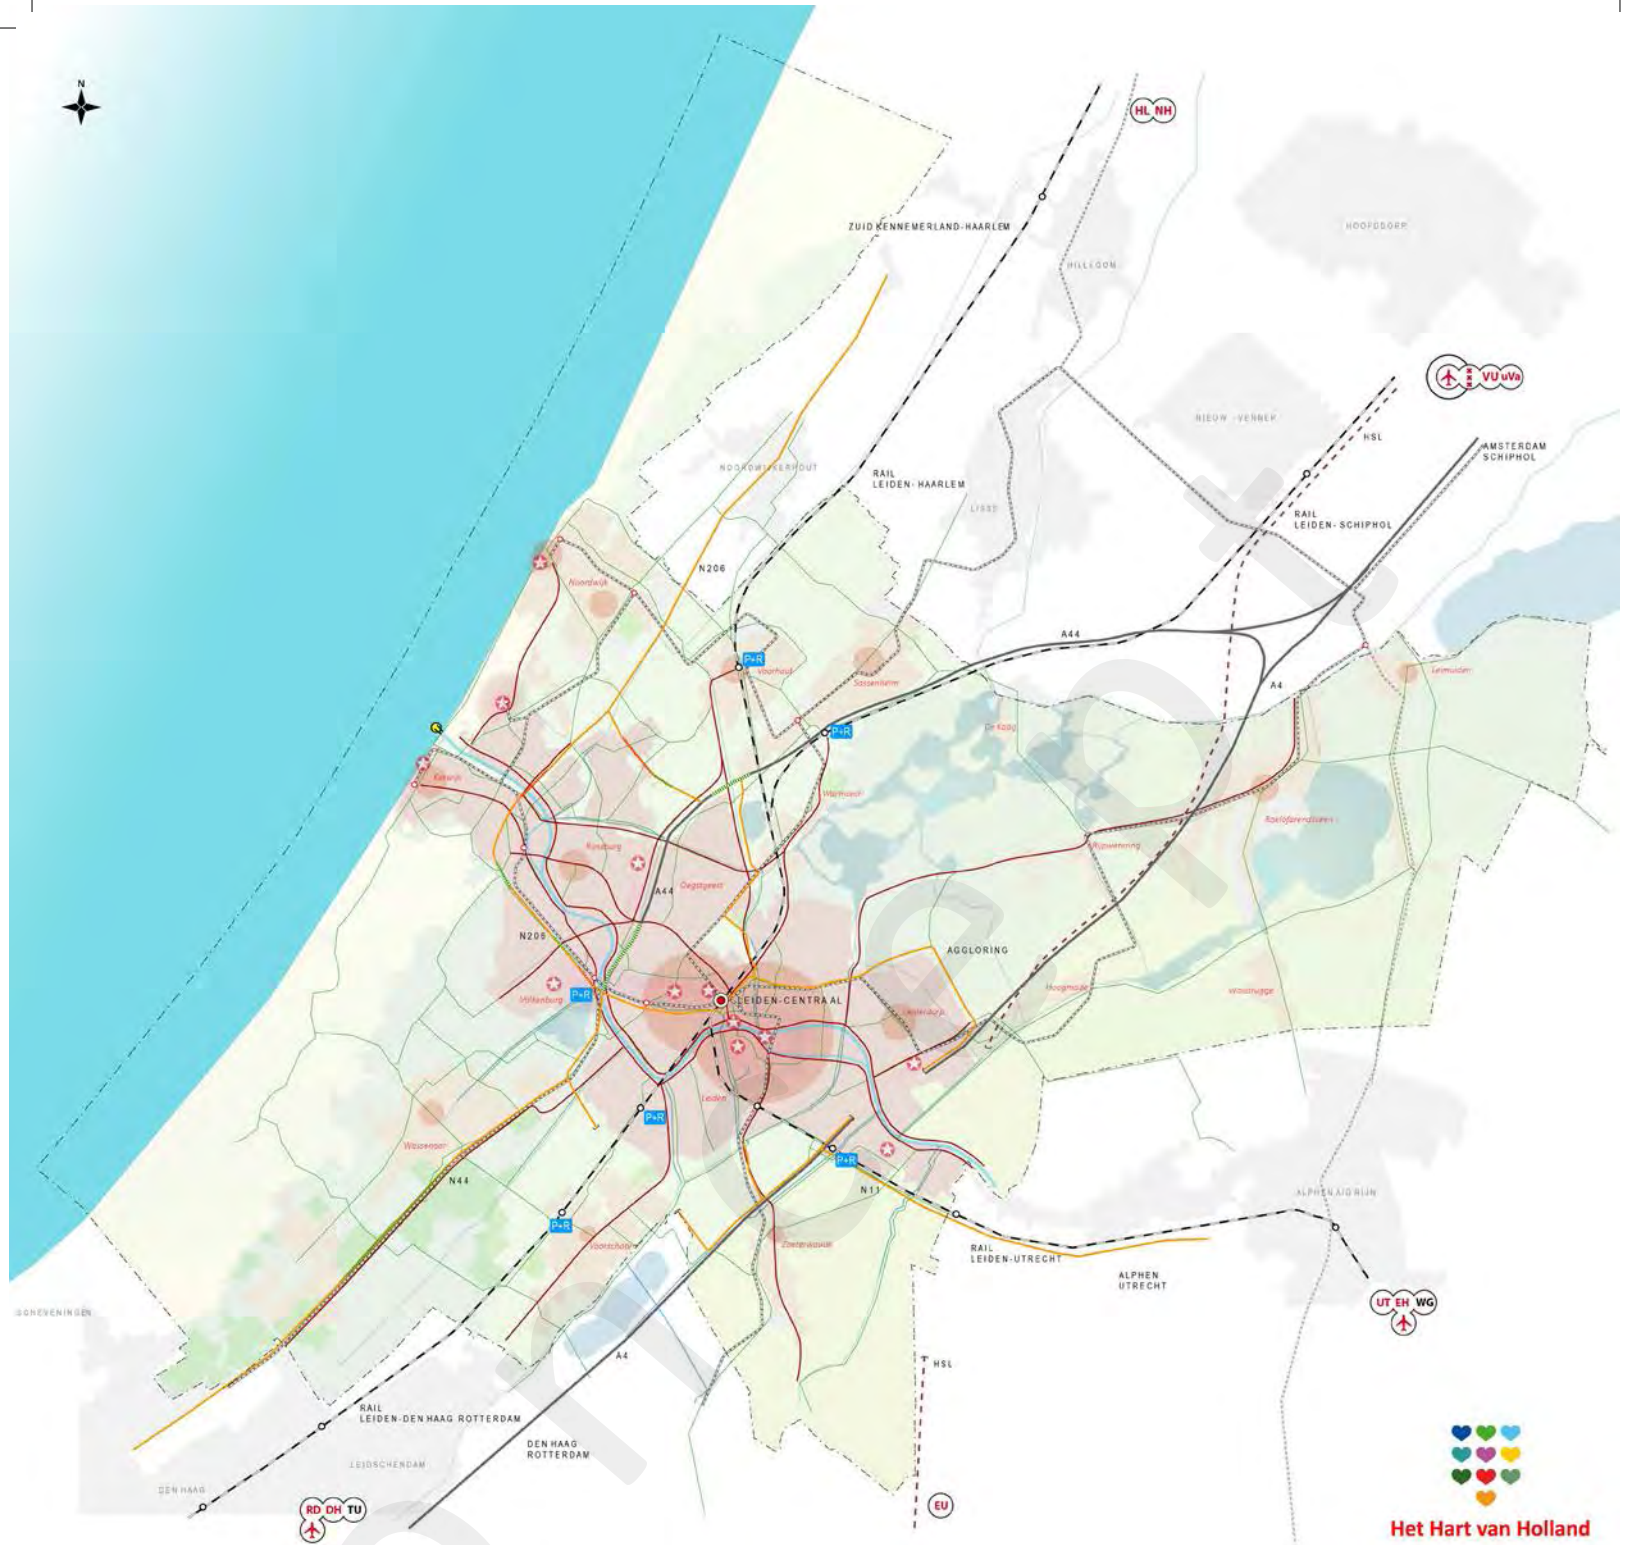 N
HL NH
ZUID KENNEMERLAND-HAARLEM
HOOFDDORP
HILLEGOM
VU uVa
NIEUW-VENNEP
HSL
AMSTERDAM
SCHIPHOL
NOORDWIJKERHOUT
RAIL
LEIDEN-HAARLEM
LISSE
RAIL
LEIDEN-SCHIPHOL
N206
Noordwijk
A44
P+R
Voorhout
Sassenheim
Leimuiden
A4
De Kaag
P+R
Katwijk
Warmond
Roelofarendsveen
Rijpwetering
Rijnsburg
Oegstgeest
A44
N206
AGGLORING
Valkenburg
P+R
LEIDEN-CENTRAAL
Hoogmade
Leiderdorp
Leiden
P+R
Wassenaar
P+R
N44
N11
ALPHEN A/D RIJN
P+R
Voorschoten
Zoeterwoude
RAIL
LEIDEN-UTRECHT
ALPHEN
UTRECHT
UT EH WG
SCHEVENINGEN
A4
HSL
RAIL
LEIDEN-DEN HAAG ROTTERDAM
DEN HAAG
ROTTERDAM
LEIDSCHENDAM
DEN HAAG
RD DH TU
EU
Het Hart van Holland